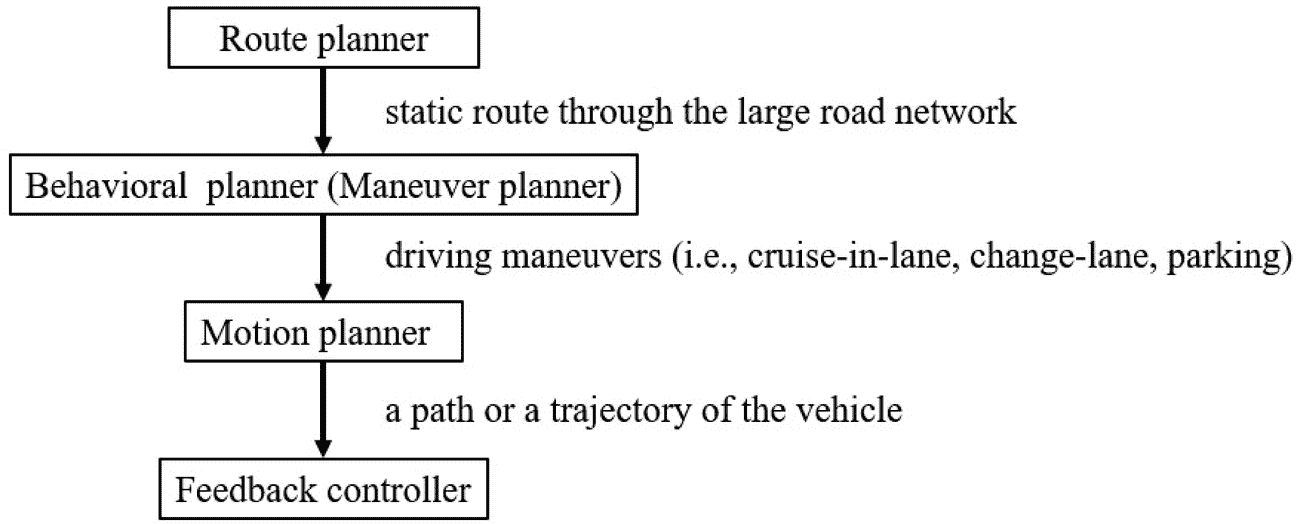 Route planner
static route through the large road network
Behavioral planner (Maneuver planner)
driving maneuvers (i.e., cruise-in-lane, change-lane, parking)
Motion planner
a path or a trajectory of the vehicle
Feedback controller